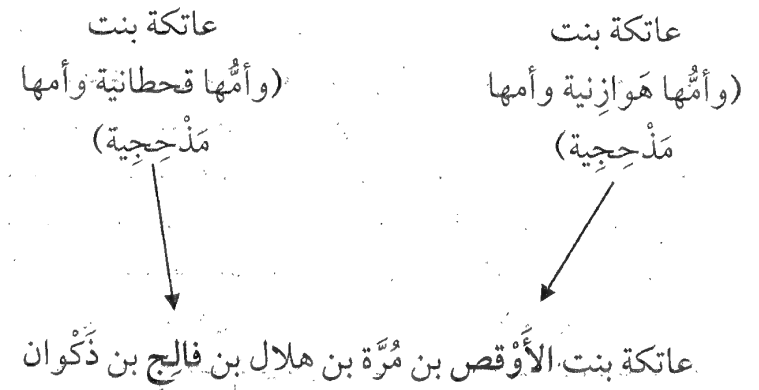 عاتكة بنت
(وأمُّها هَوازِنية وأمها
مَذْحِجِية)
عاتكة بنت
(وأمُّها قحطانية وأمها
مَذْحِجِية)
عاتكة بنت الأَوْقص بن مُرَّة بن هلال بن فالِج بن ذَكْوان